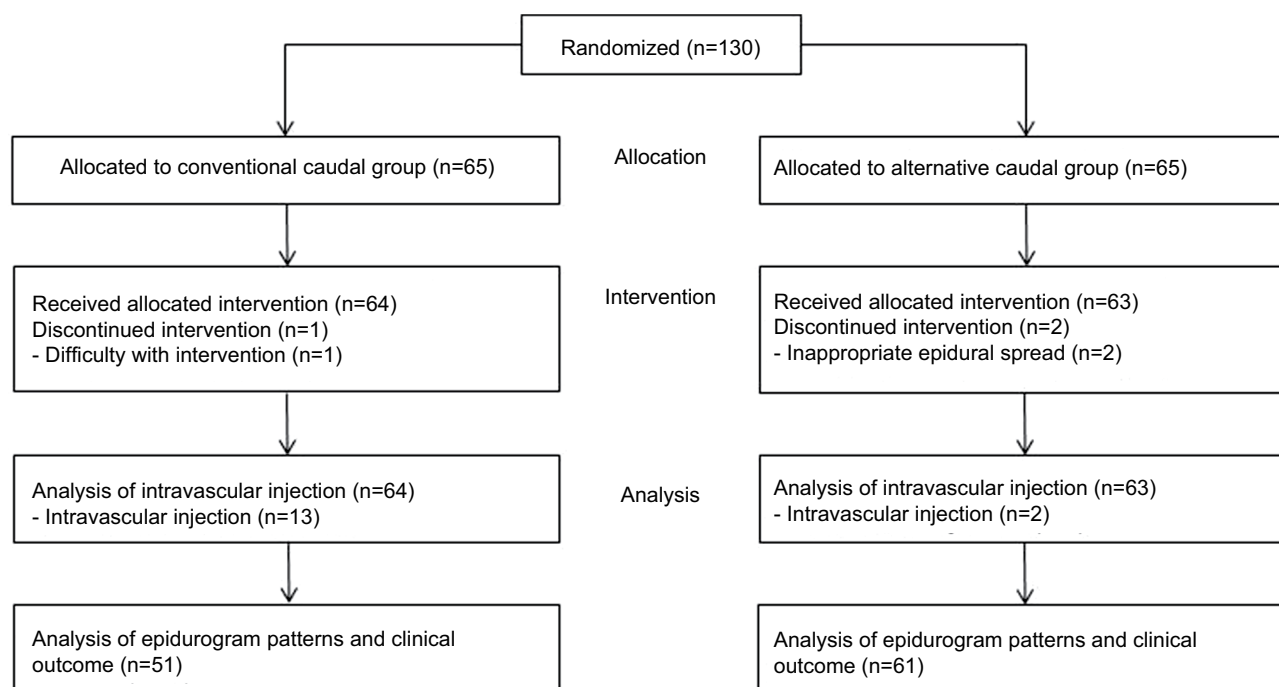 Randomized (n=130)
Allocated to conventional caudal group (n=65)
Allocation
Allocated to alternative caudal group (n=65)
Received allocated intervention (n=64)
Discontinued intervention (n=1)
- Difficulty with intervention (n=1)
Intervention
Received allocated intervention (n=63)
Discontinued intervention (n=2)
- Inappropriate epidural spread (n=2)
Analysis of intravascular injection (n=64)
- Intravascular injection (n=13)
Analysis
Analysis of intravascular injection (n=63)
- Intravascular injection (n=2)
Analysis of epidurogram patterns and clinical
outcome (n=51)
Analysis of epidurogram patterns and clinical
outcome (n=61)